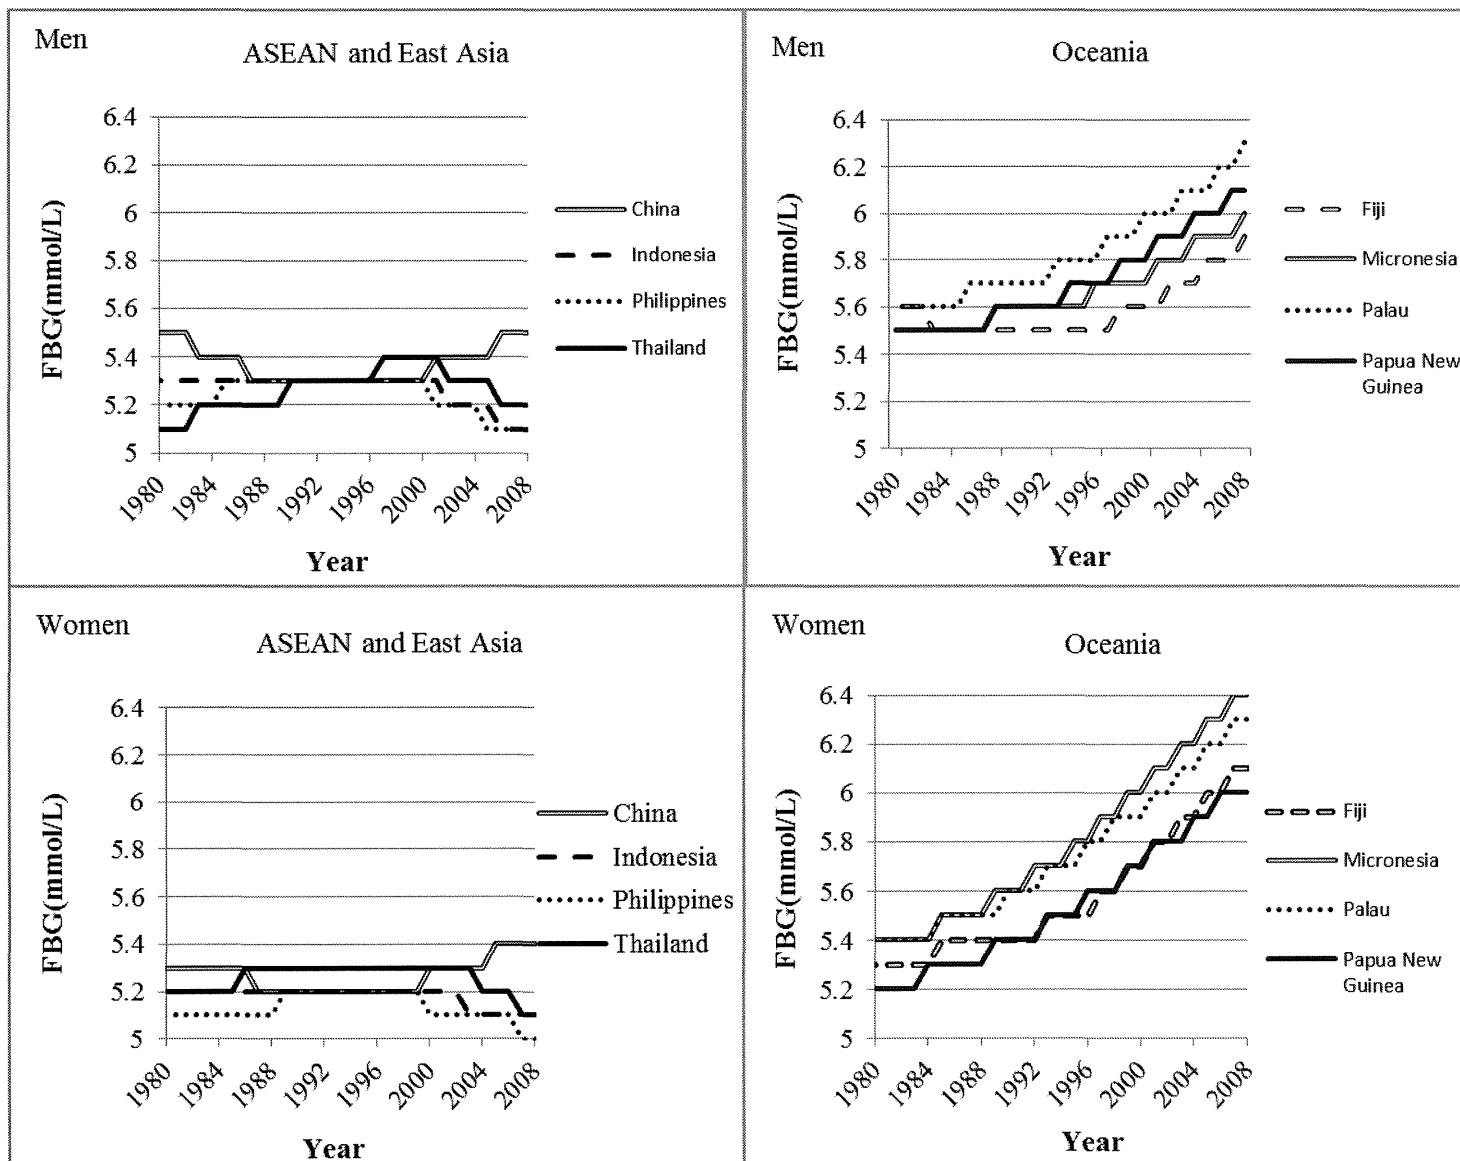 Men
ASEAN and East Asia
6.4
6.2
6
5.8
5.6
5.4
5.2
5
FBG(mmol/L)
1980
1984
1988
1992
1996
2000
2004
2008
Year
China
Indonesia
Philippines
Thailand
Men
Oceania
6.4
6.2
6
5.8
5.6
5.4
5.2
5
FBG(mmol/L)
1980
1984
1988
1992
1996
2000
2004
2008
Year
Fiji
Micronesia
Palau
Papua New
Guinea
Women
ASEAN and East Asia
6.4
6.2
6
5.8
5.6
5.4
5.2
5
FBG(mmol/L)
1980
1984
1988
1992
1996
2000
2004
2008
Year
China
Indonesia
Philippines
Thailand
Women
Oceania
6.4
6.2
6
5.8
5.6
5.4
5.2
5
FBG(mmol/L)
1980
1984
1988
1992
1996
2000
2004
2008
Year
Fiji
Micronesia
Palau
Papua New
Guinea